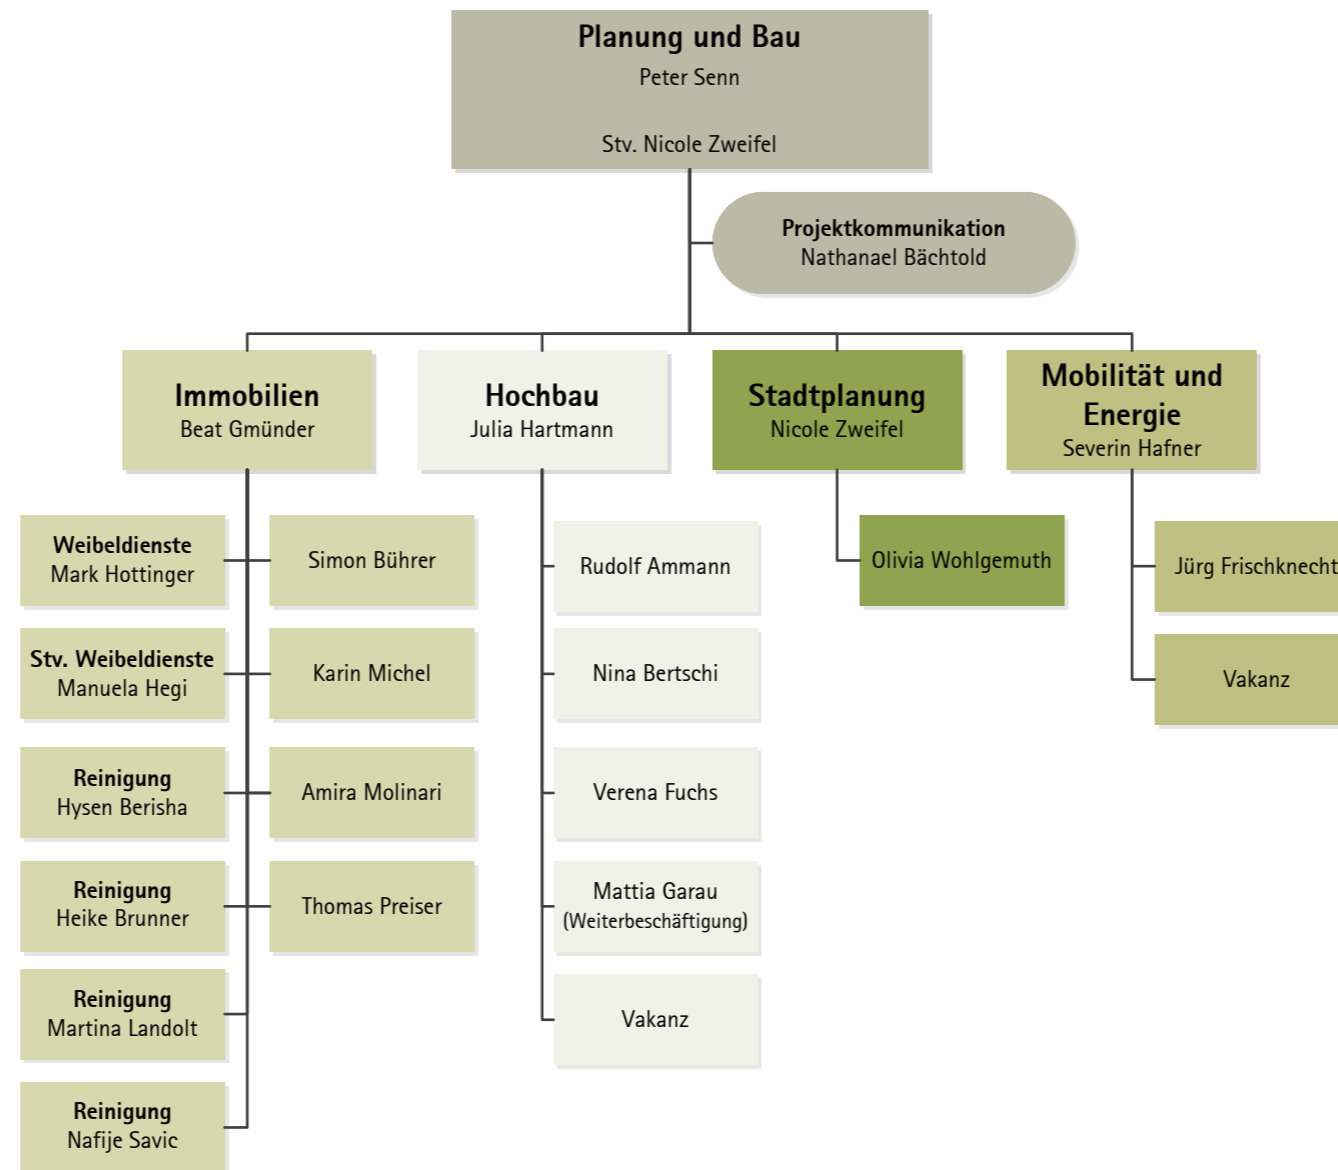 Planung und Bau
Peter Senn
Stv. Nicole Zweifel
Projektkommunikation
Nathanael Bächtold
Immobilien
Beat Gmünder
Hochbau
Julia Hartmann
Stadtplanung
Nicole Zweifel
Mobilität und
Energie
Severin Hafner
Weibeldienste
Mark Hottinger
Stv. Weibeldienste
Manuela Hegi
Reinigung
Hysen Berisha
Reinigung
Heike Brunner
Reinigung
Martina Landolt
Reinigung
Nafije Savic
Simon Bührer
Karin Michel
Amira Molinari
Thomas Preiser
Rudolf Ammann
Nina Bertschi
Verena Fuchs
Mattia Garau
(Weiterbeschäftigung)
Vakanz
Olivia Wohlgemuth
Jürg Frischknecht
Vakanz